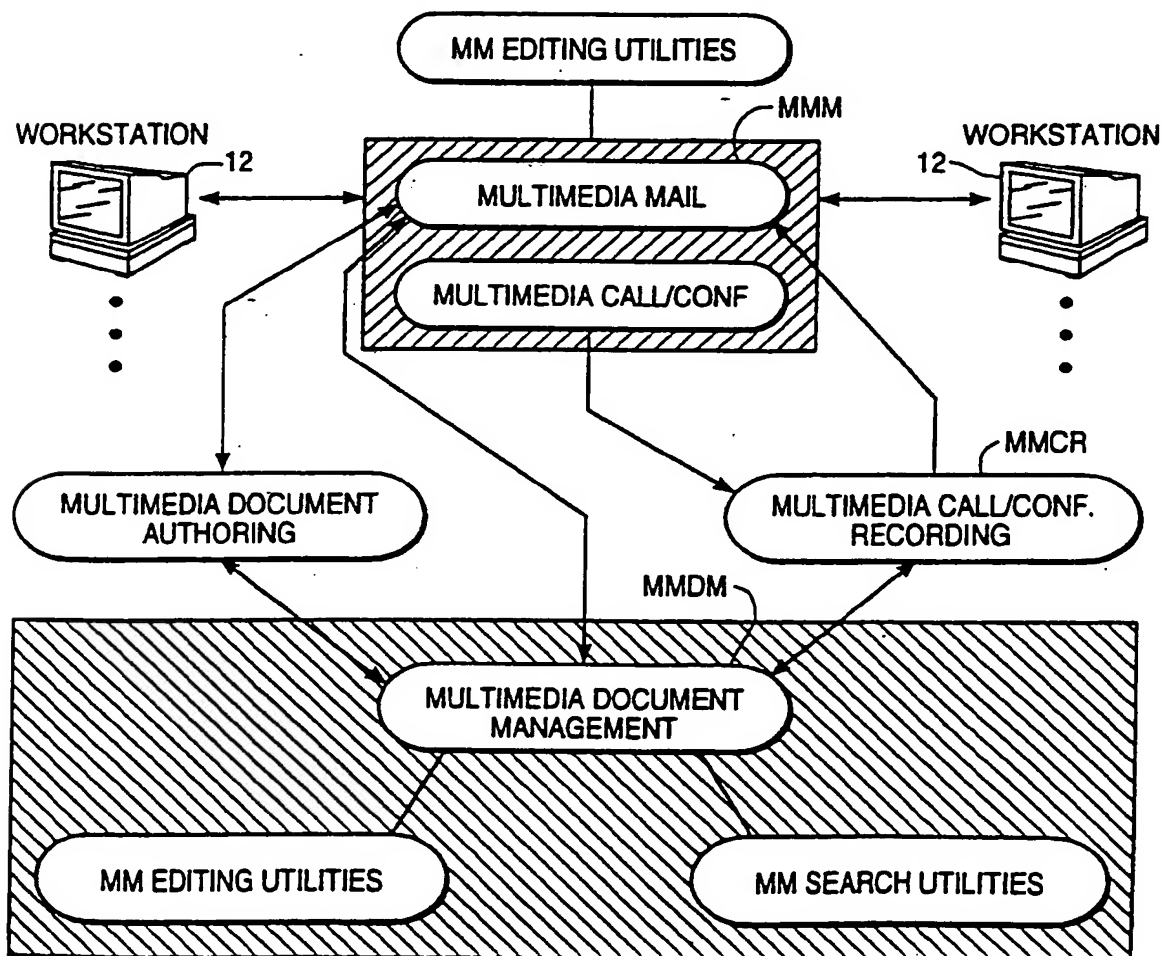 MM EDITING UTILITIES
MMM
WORKSTATION
12
WORKSTATION
12
MULTIMEDIA MAIL
MULTIMEDIA CALL/CONF
MMCR
MULTIMEDIA DOCUMENT
AUTHORING
MULTIMEDIA CALL/CONF.
RECORDING
MMDM
MULTIMEDIA DOCUMENT
MANAGEMENT
MM EDITING UTILITIES
MM SEARCH UTILITIES